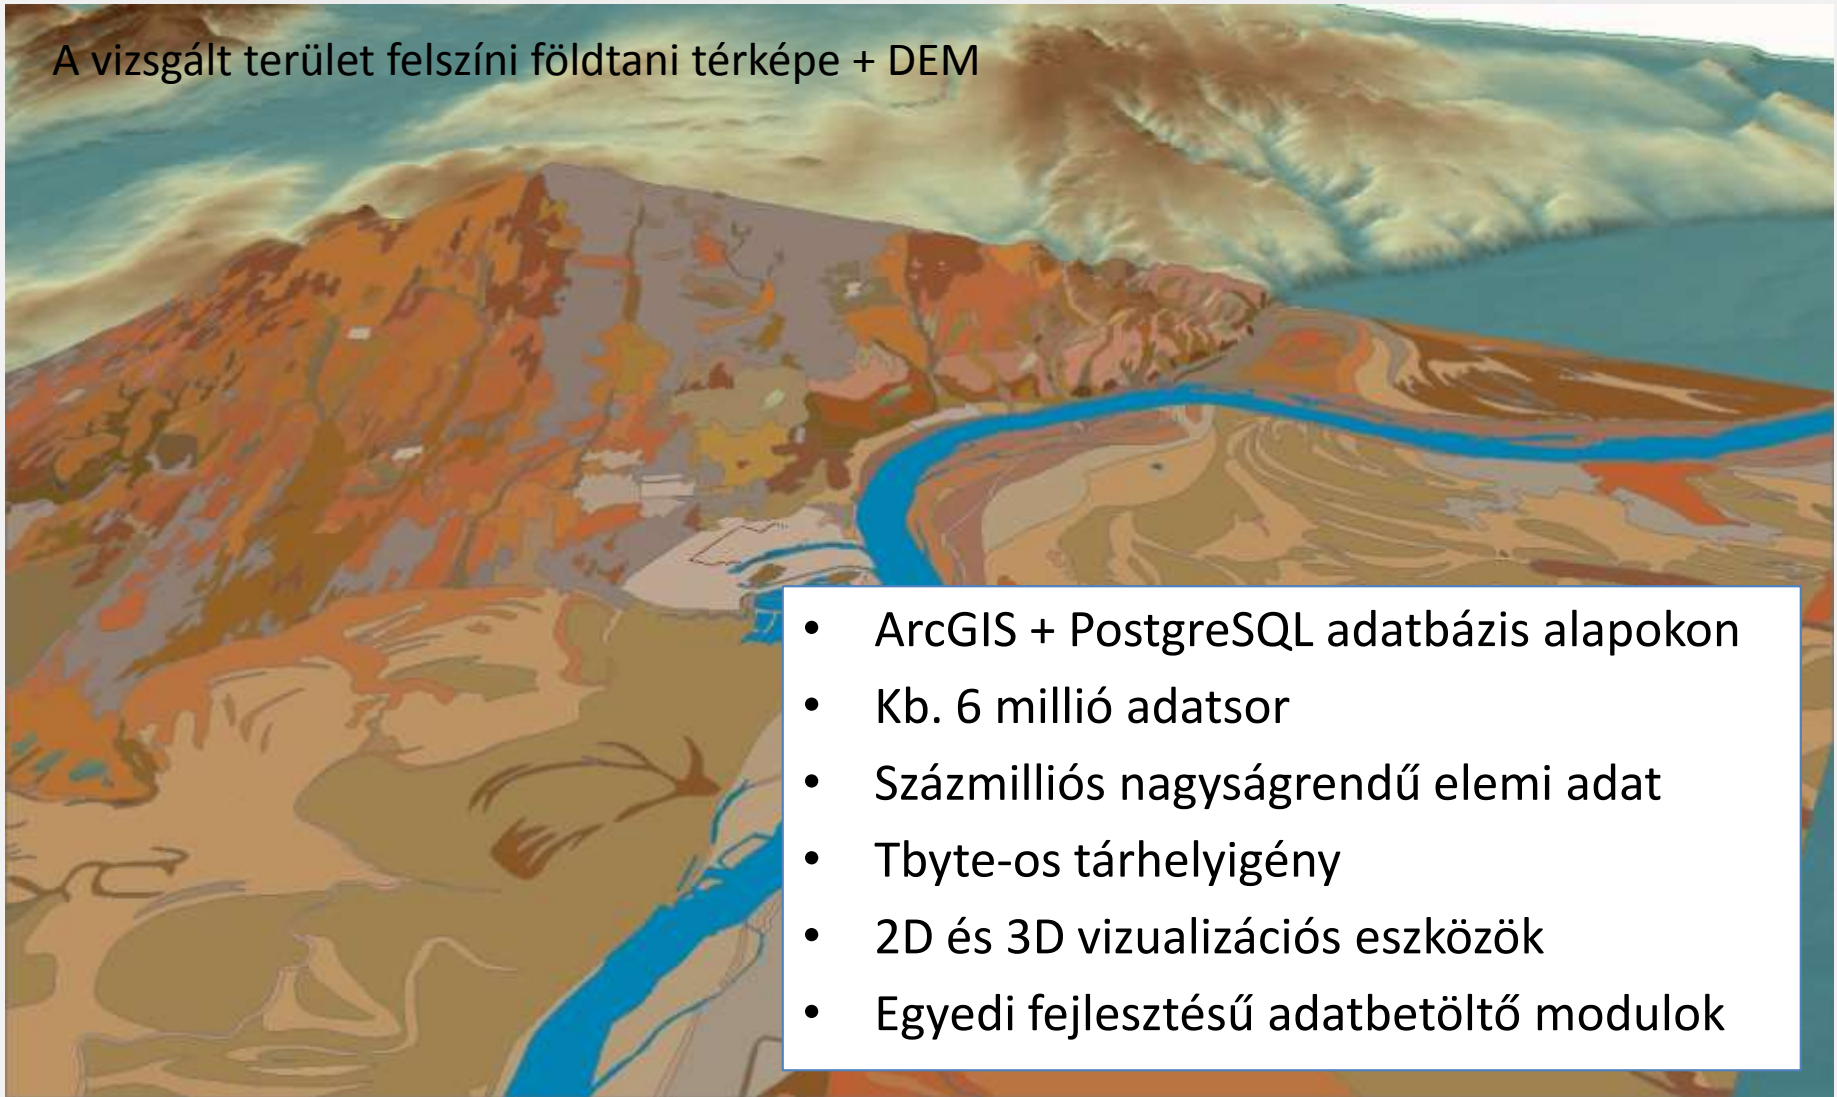 A vizsgált terület felszíni földtani térképe + DEM
• ArcGIS + PostgreSQL adatbázis alapokon
• Kb. 6 millió adatsor
• Százmilliós nagyságrendű elemi adat
• Tbyte-os tárhelyigény
• 2D és 3D vizualizációs eszközök
• Egyedi fejlesztésű adatbetöltő modulok